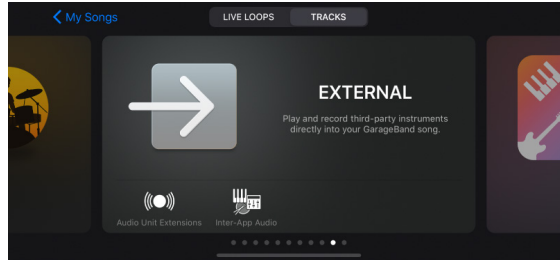 My Songs
LIVE LOOPS
TRACKS
EXTERNAL
Play and record third-party instruments
directly into your GarageBand song.
Audio Unit Extensions
Inter-App Audio